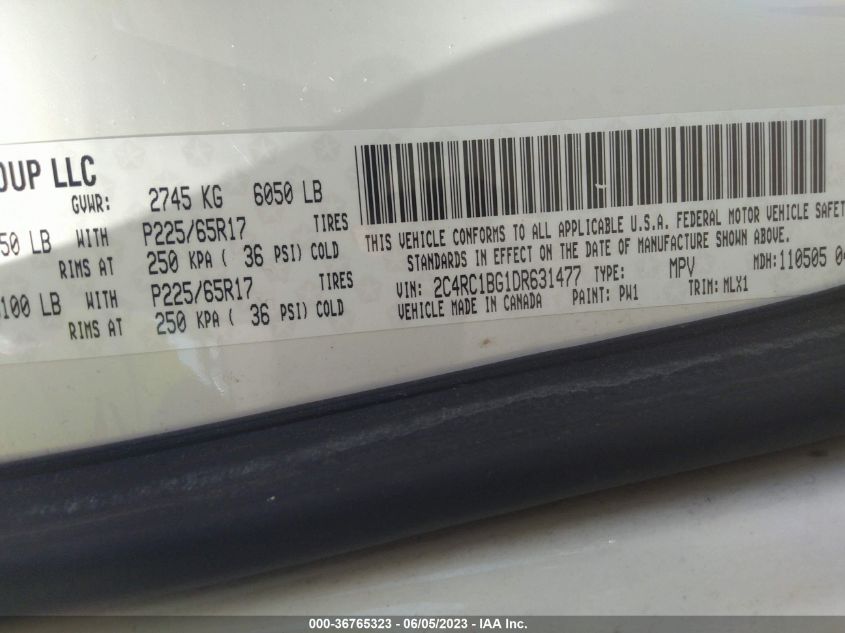 OUP LLC
GVWR: 2745 KG 6050 LB
50 LB WITH P225/65R17 TIRES
RIMS AT 250 KPA ( 36 PSI) COLD
100 LB WITH P225/65R17 TIRES
RIMS AT 250 KPA ( 36 PSI) COLD
THIS VEHICLE CONFORMS TO ALL APPLICABLE U.S.A. FEDERAL MOTOR VEHICLE SAFET
STANDARDS IN EFFECT ON THE DATE OF MANUFACTURE SHOWN ABOVE.
VIN: 2C4RC1BG1DR631477 TYPE: MPV MDH: 110505 04
VEHICLE MADE IN CANADA PAINT: PW1 TRIM: MLX1
000-36765323 - 06/05/2023 - IAA Inc.